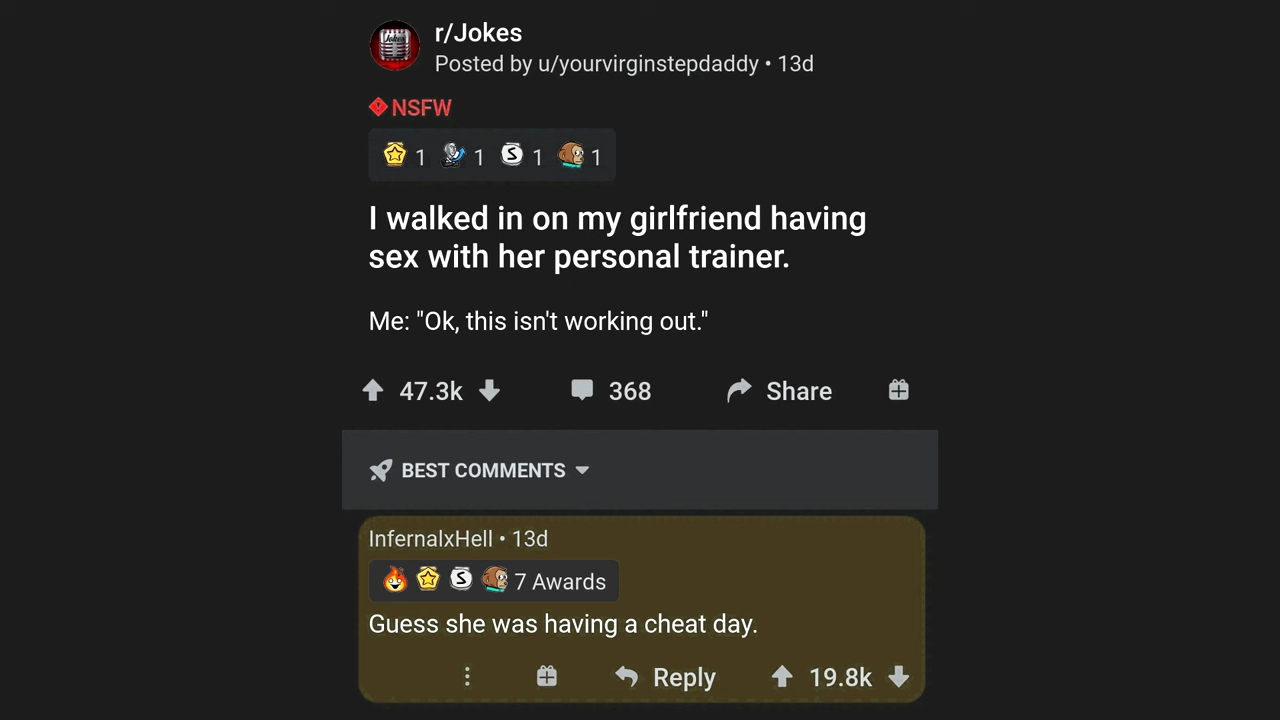 r/Jokes
Posted by u/yourvirginstepdaddy • 13d
NSFW
1 1 1 1
I walked in on my girlfriend having
sex with her personal trainer.
Me: "Ok, this isn't working out."
47.3k 368 Share
BEST COMMENTS
InfernalxHell • 13d
7 Awards
Guess she was having a cheat day.
Reply 19.8k